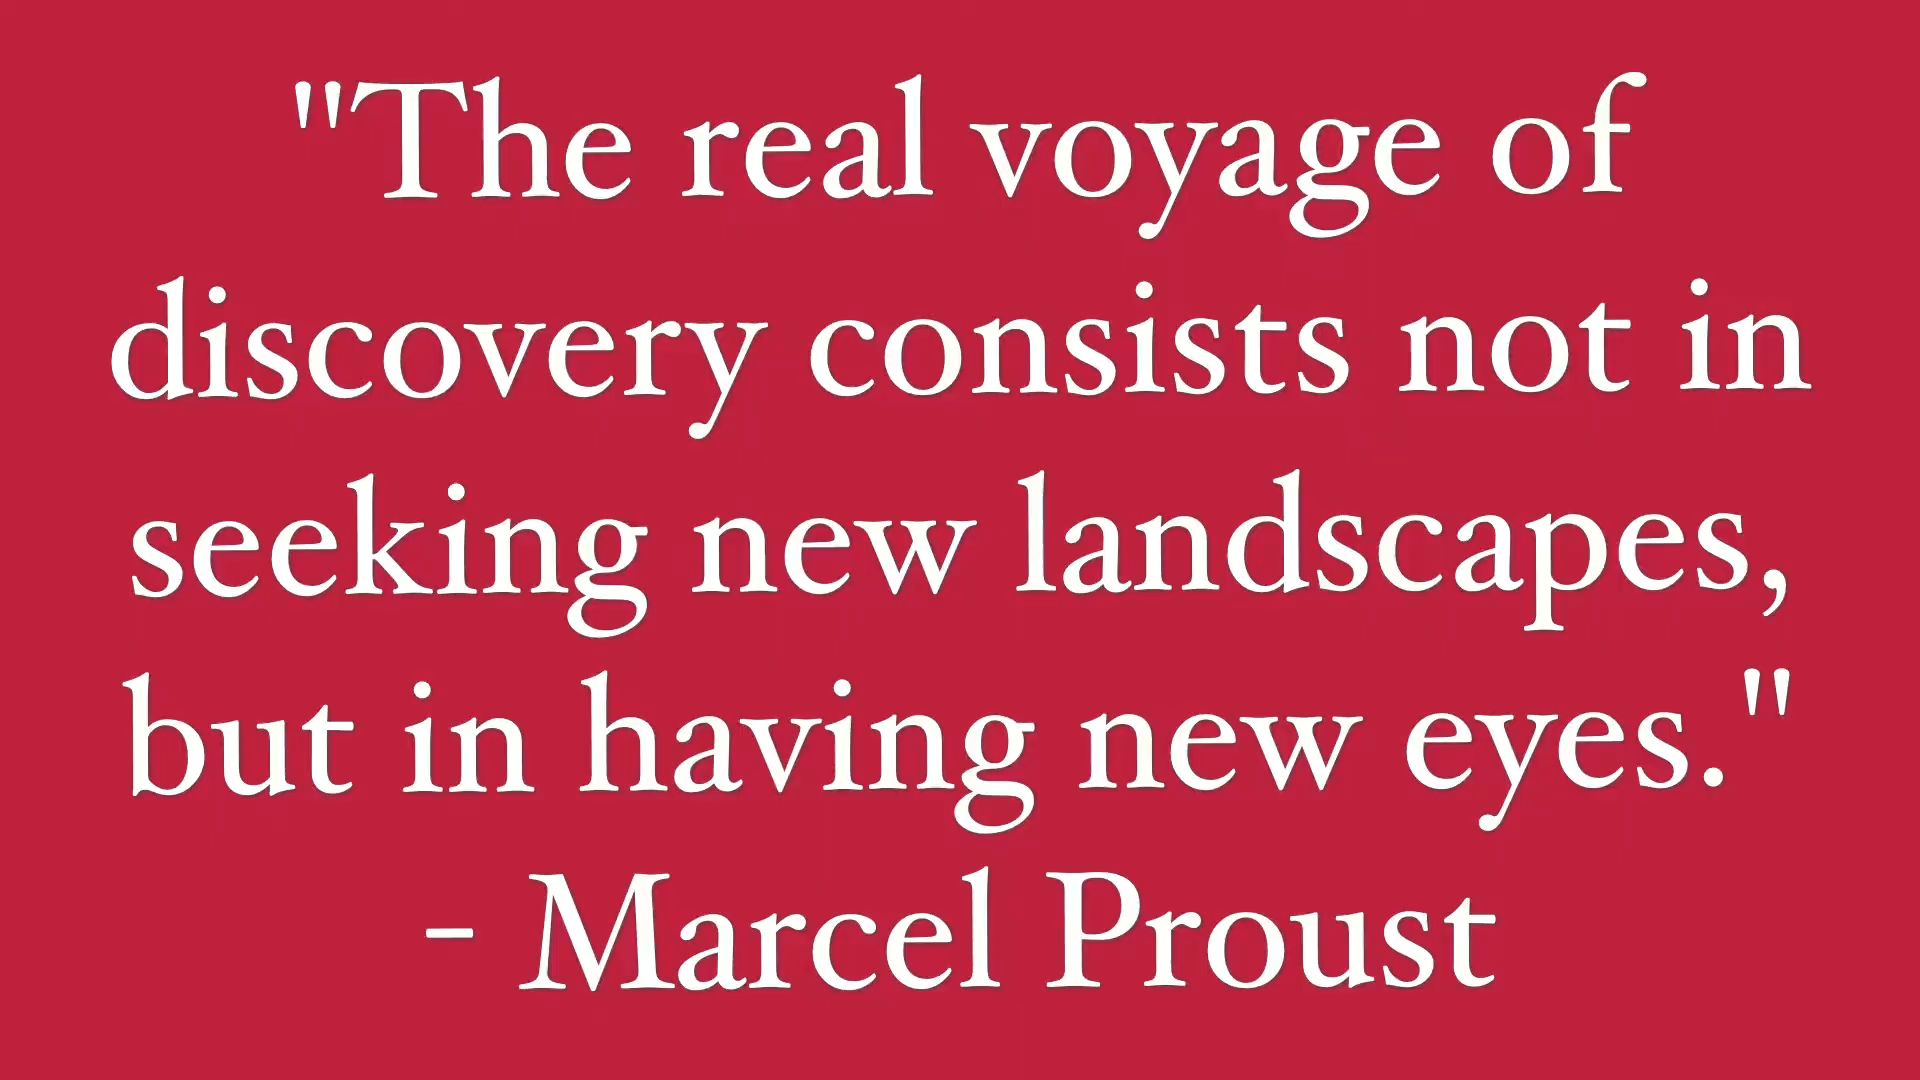 "The real voyage of
discovery consists not in
seeking new landscapes,
but in having new eyes."
- Marcel Proust